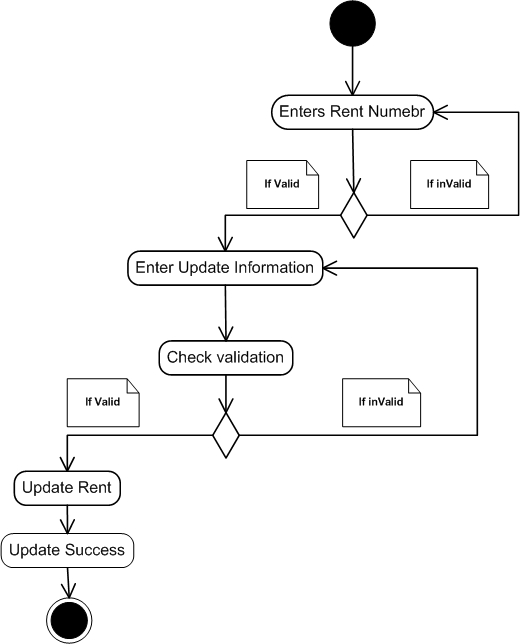 Enters Rent Numebr
If Valid
If inValid
Enter Update Information
Check validation
If Valid
If inValid
Update Rent
Update Success